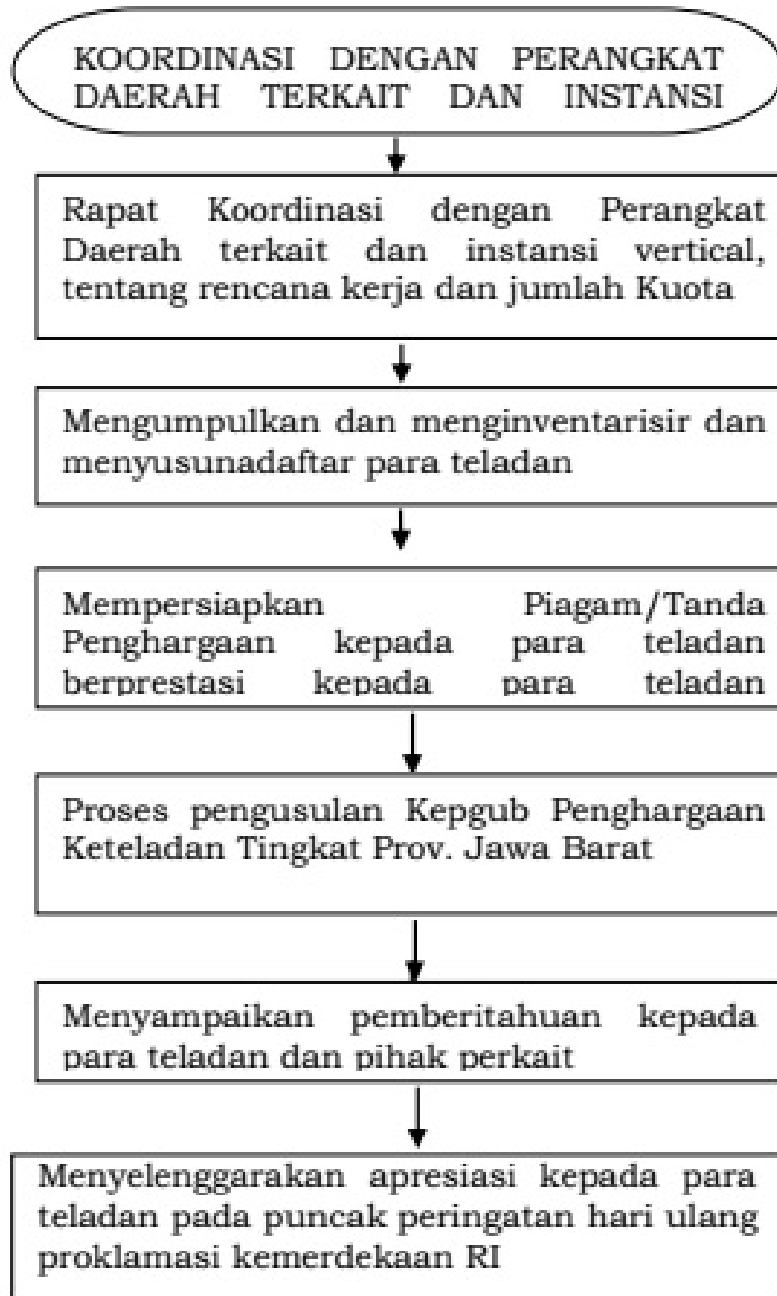 KOORDINASI DENGAN PERANGKAT
DAERAH TERKAIT DAN INSTANSI
Rapat Koordinasi dengan Perangkat
Daerah terkait dan instansi vertical,
tentang rencana kerja dan jumlah Kuota
Mengumpulkan dan menginventarisir dan
menyusunadaftar para teladan
Mempersiapkan Piagam/Tanda
Penghargaan kepada para teladan
berprestasi kepada para teladan
Proses pengusulan Kepgub Penghargaan
Keteladan Tingkat Prov. Jawa Barat
Menyampaikan pemberitahuan kepada
para teladan dan pihak perkait
Menyelenggarakan apresiasi kepada para
teladan pada puncak peringatan hari ulang
proklamasi kemerdekaan RI